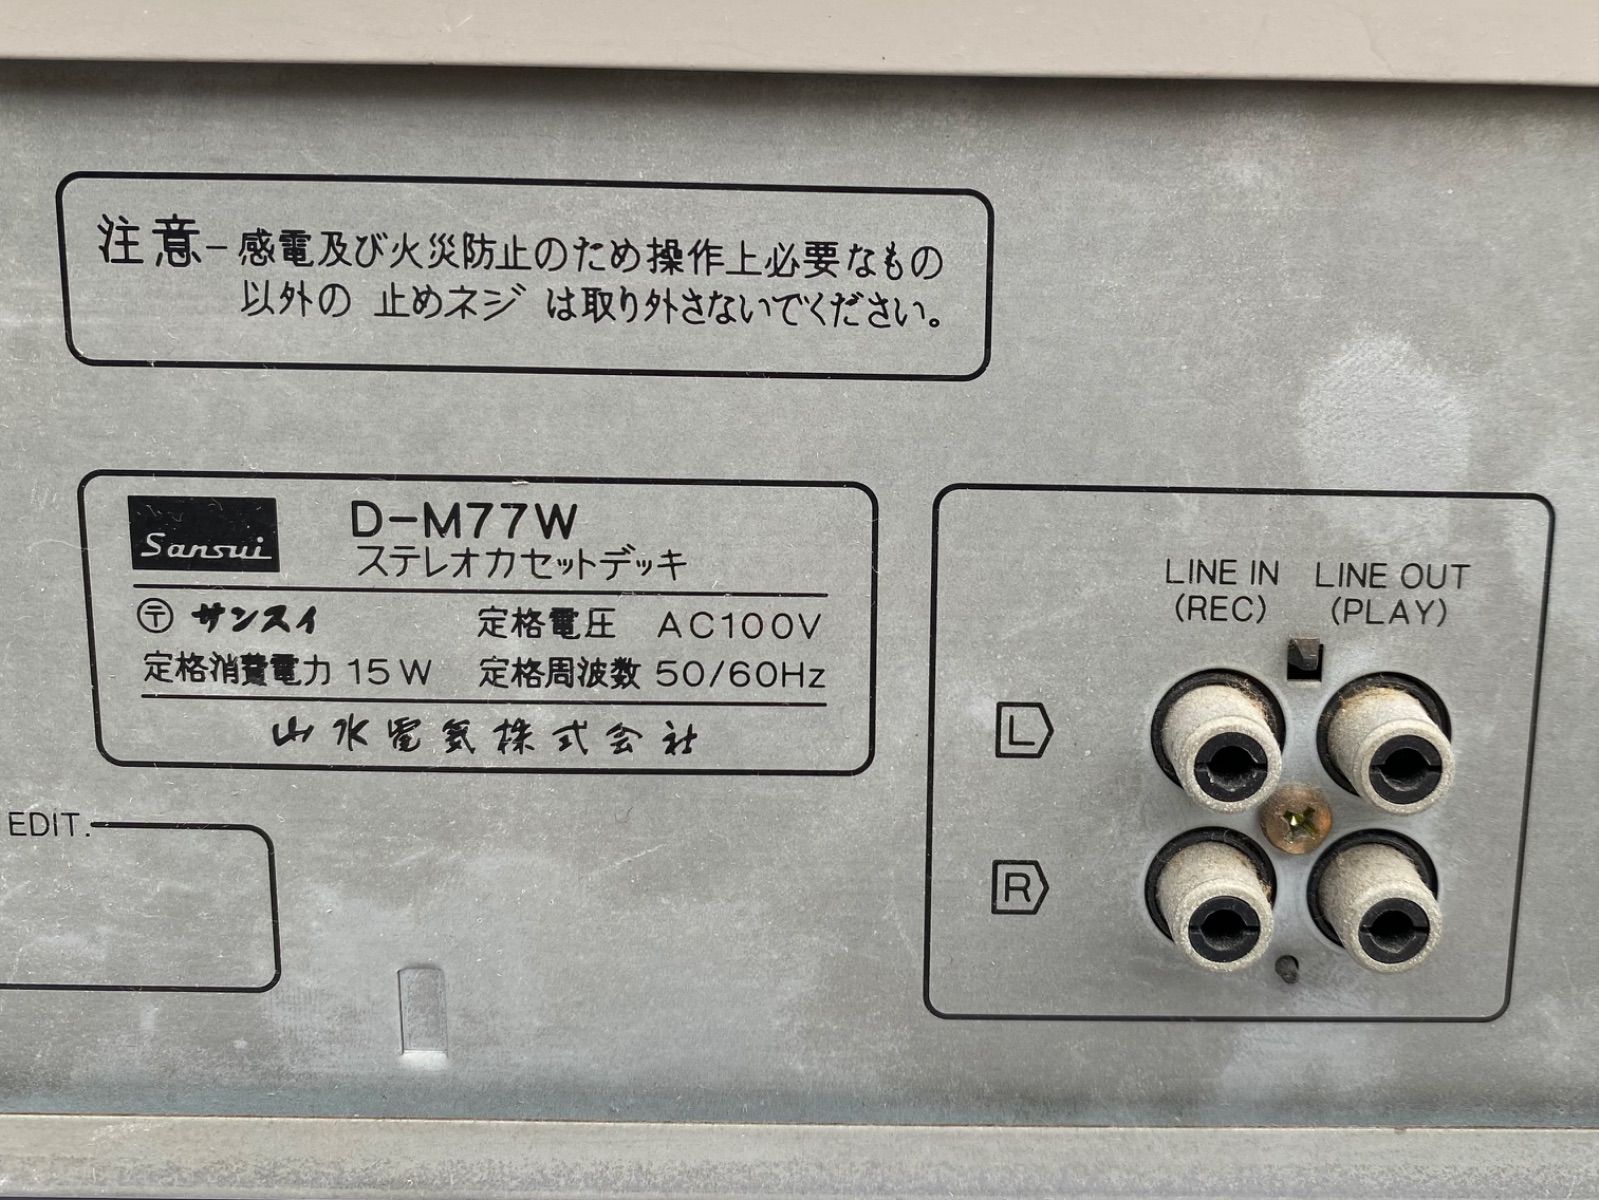 注意－感電及び火災防止のため操作上必要なもの
以外の 止めネジ は取り外さないでください。
Sansui D-M77W
ステレオカセットデッキ
〒 サンスイ 定格電圧 AC100V
定格消費電力 15W 定格周波数 50/60Hz
山水電気株式会社
LINE IN LINE OUT
(REC) (PLAY)
L
R
EDIT.